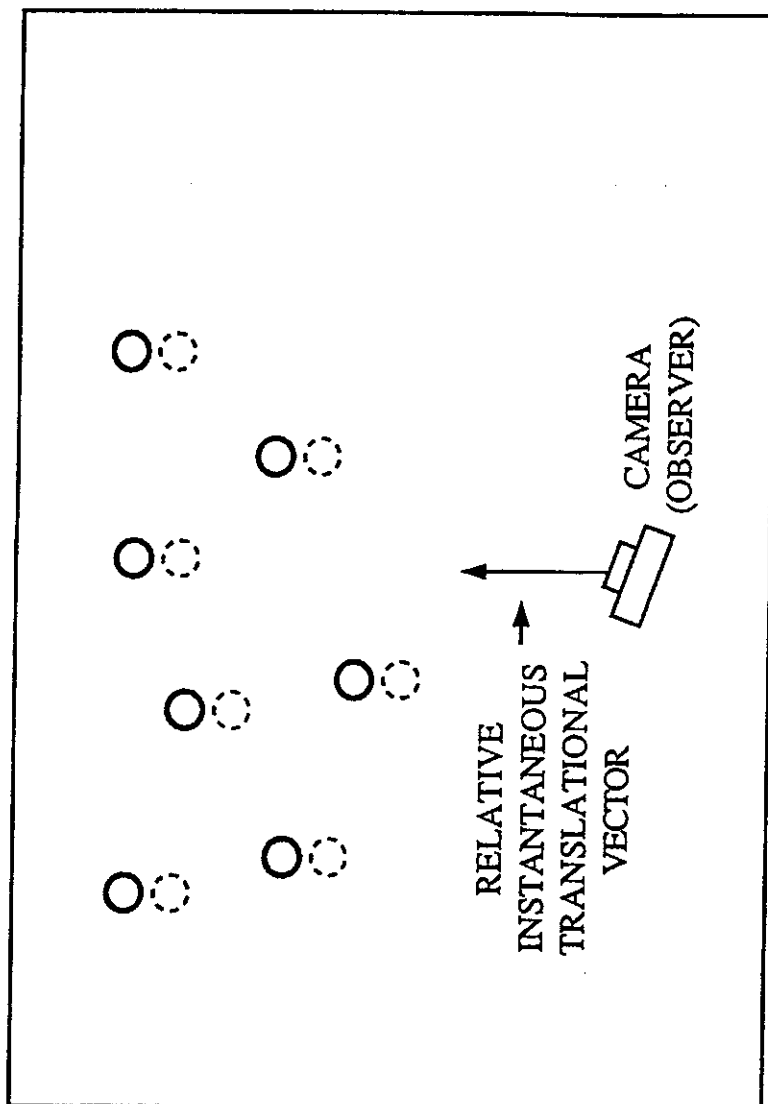 RELATIVE
INSTANTANEOUS
TRANSLATIONAL
VECTOR
CAMERA
(OBSERVER)